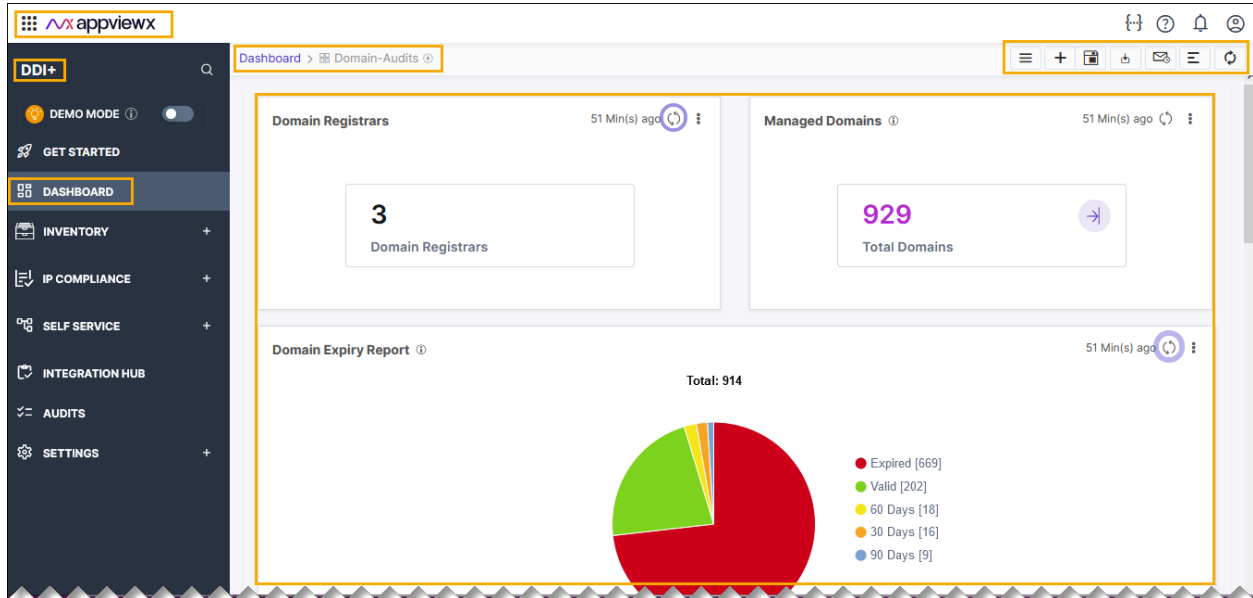 appviewx
DDI+
DEMO MODE
GET STARTED
DASHBOARD
INVENTORY +
IP COMPLIANCE +
SELF SERVICE +
INTEGRATION HUB
AUDITS
SETTINGS +
Dashboard > Domain-Audits
Domain Registrars 51 Min(s) ago
3
Domain Registrars
Managed Domains 51 Min(s) ago
929
Total Domains
Domain Expiry Report 51 Min(s) ago
Total: 914
Expired [669]
Valid [202]
60 Days [18]
30 Days [16]
90 Days [9]